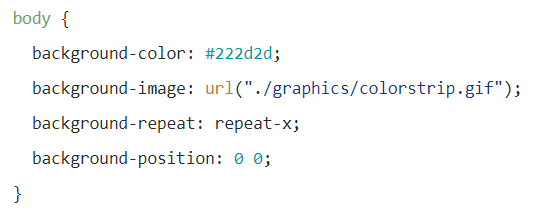 body {
  background-color: #222d2d;
  background-image: url("./graphics/colorstrip.gif");
  background-repeat: repeat-x;
  background-position: 0 0;
}